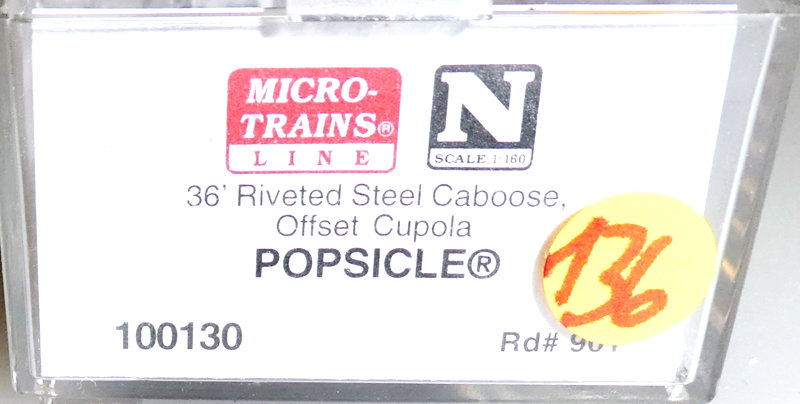 MICRO-
TRAINS®
LINE
N
SCALE 1:160
36' Riveted Steel Caboose,
Offset Cupola
POPSICLE®
136
100130
Rd#